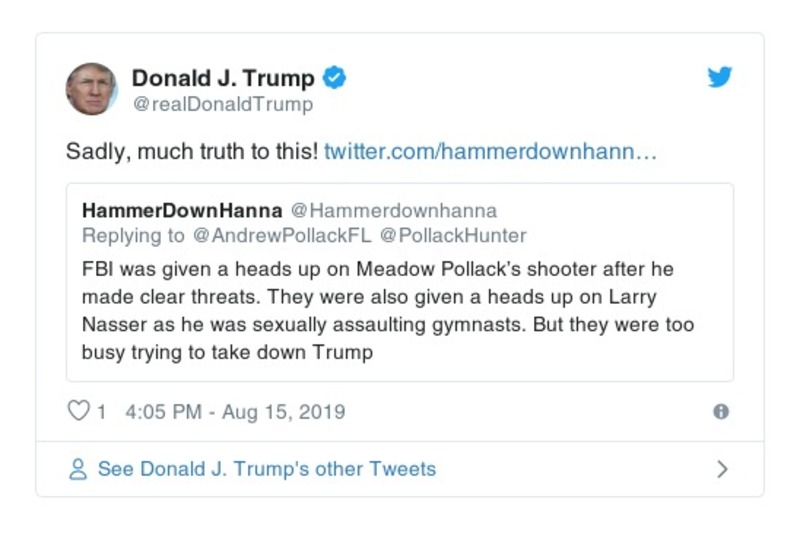 Donald J. Trump
@realDonaldTrump
Sadly, much truth to this! twitter.com/hammerdownhann…
HammerDownHanna @Hammerdownhanna
Replying to @AndrewPollackFL @PollackHunter
FBI was given a heads up on Meadow Pollack’s shooter after he
made clear threats. They were also given a heads up on Larry
Nasser as he was sexually assaulting gymnasts. But they were too
busy trying to take down Trump
1 4:05 PM - Aug 15, 2019
See Donald J. Trump's other Tweets